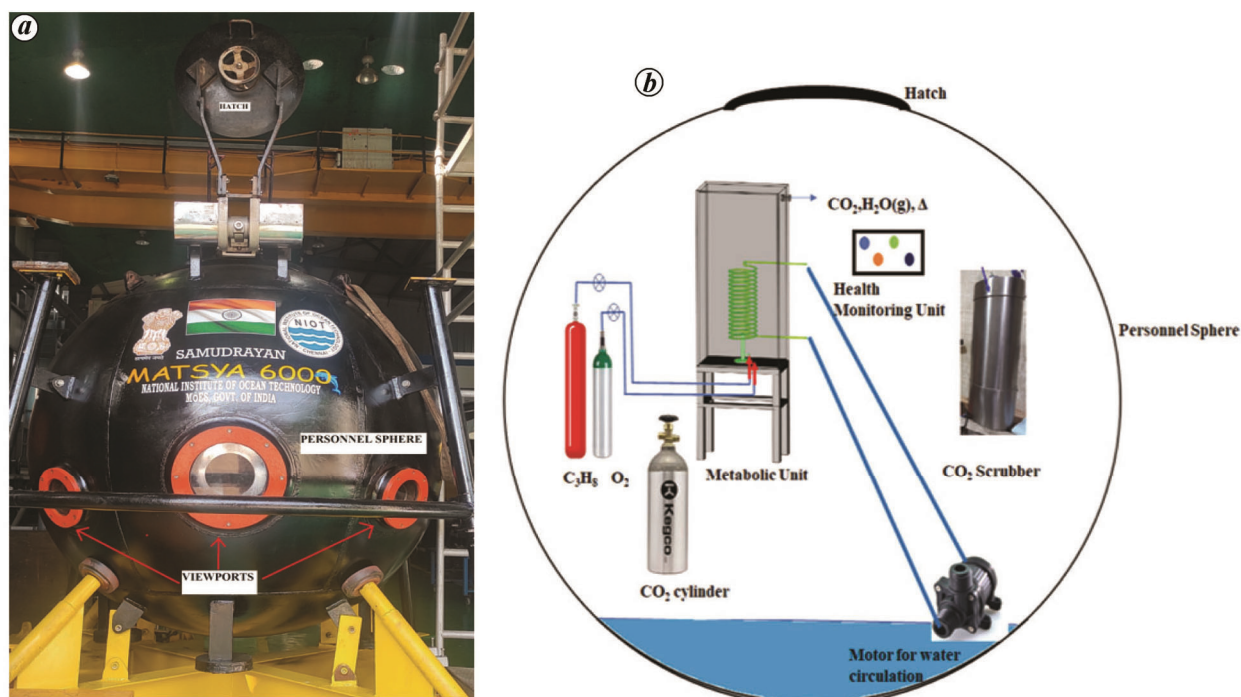 a
HATCH
NIOT
SAMUDRAYAN
MATSYA 6000
NATIONAL INSTITUTE OF OCEAN TECHNOLOGY
MoES, GOVT. OF INDIA
PERSONNEL SPHERE
VIEWPORTS
b
Hatch
CO₂,H₂O(g), Δ
Health
Monitoring Unit
Personnel Sphere
C₃H₈ O₂
Metabolic Unit
CO₂ Scrubber
Kegco
CO₂ cylinder
Motor for water
circulation